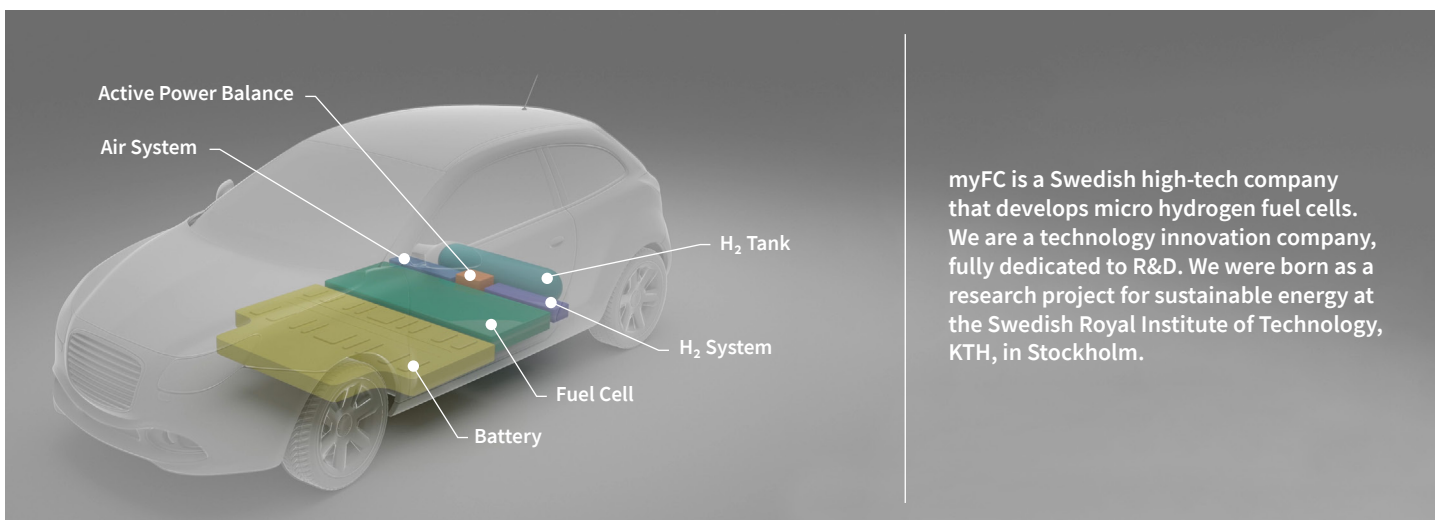 Active Power Balance
Air System
H₂ Tank
H₂ System
Fuel Cell
Battery
myFC is a Swedish high-tech company
that develops micro hydrogen fuel cells.
We are a technology innovation company,
fully dedicated to R&D. We were born as a
research project for sustainable energy at
the Swedish Royal Institute of Technology,
KTH, in Stockholm.